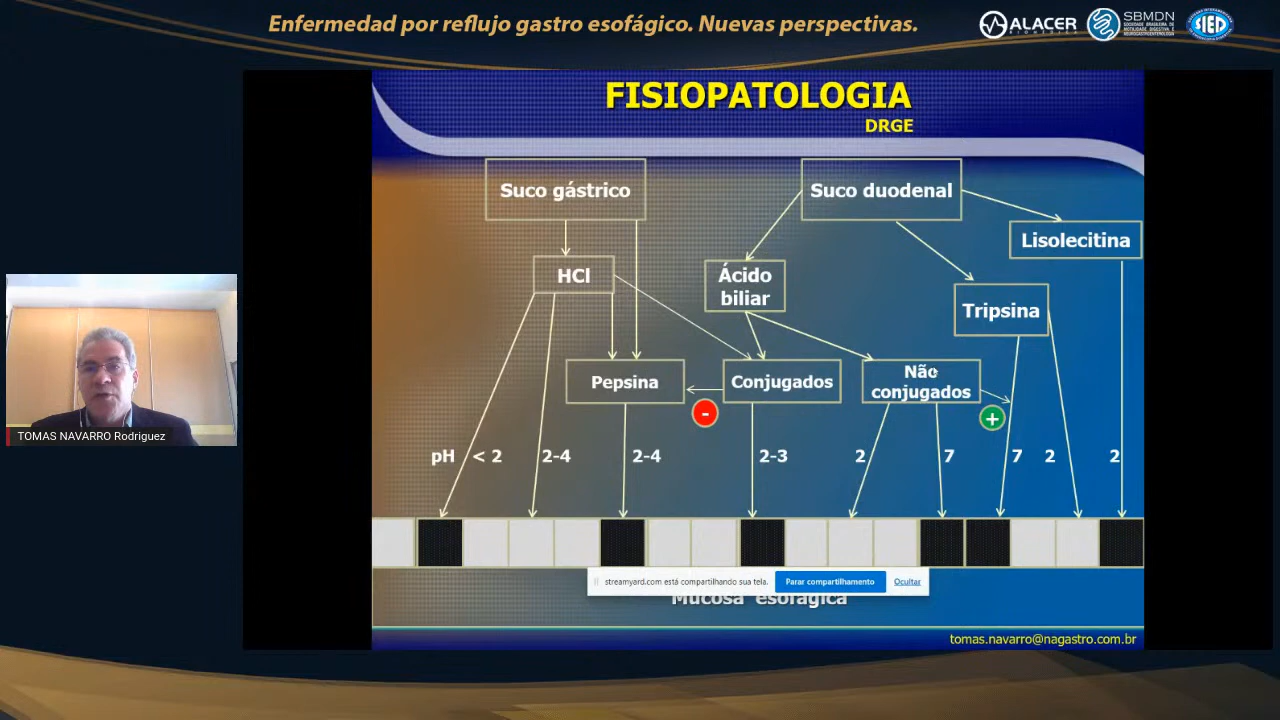 Enfermedad por reflujo gastro esofágico. Nuevas perspectivas.
ALACER
BIOMÉDICA
SBMDN
SIED
FISIOPATOLOGIA
DRGE
Suco gástrico
Suco duodenal
Lisolecitina
HCl
Ácido
biliar
Tripsina
Pepsina
Conjugados
Não
conjugados
-
+
pH < 2 2-4 2-4 2-3 2 7 7 2 2
TOMAS NAVARRO Rodriguez
streamyard.com está compartilhando sua tela. Parar compartilhamento Ocultar
Mucosa esofágica
tomas.navarro@nagastro.com.br